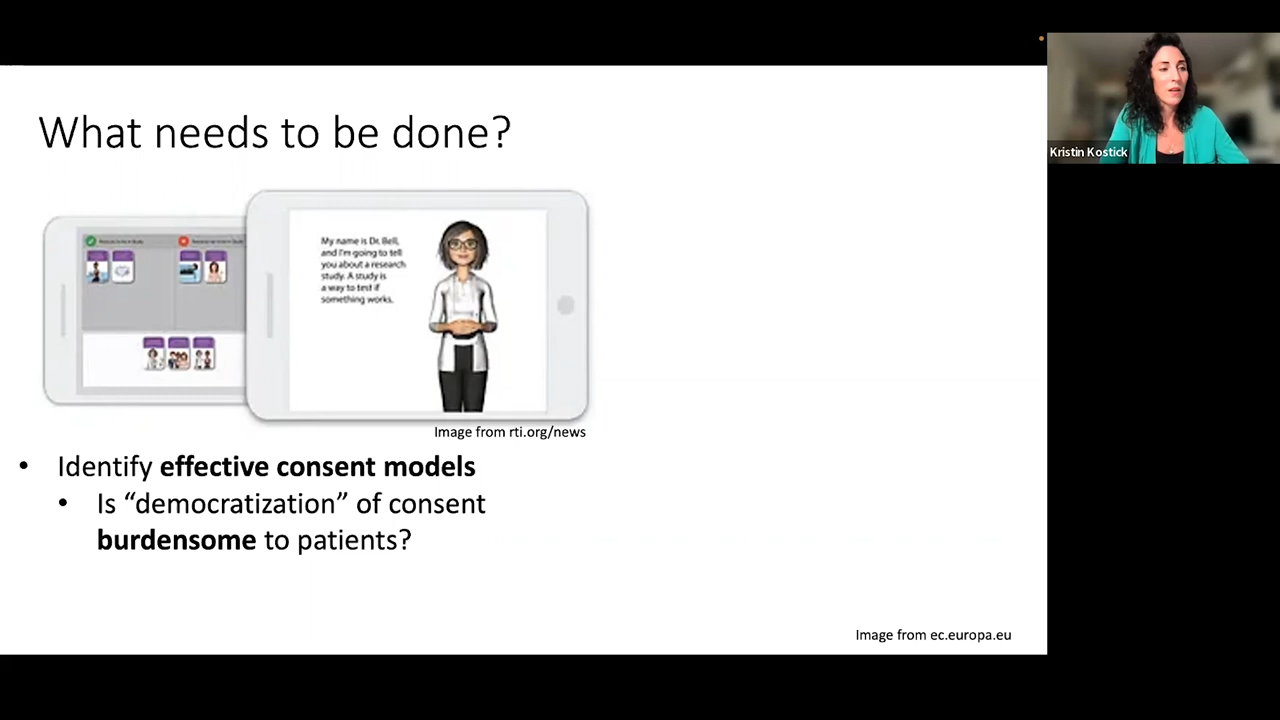 What needs to be done?
Kristin Kostick
My name is Dr. Bell,
and I'm going to tell
you about a research
study. A study is
a way to test if
something works.
Image from rti.org/news
• Identify effective consent models
• Is “democratization” of consent
burdensome to patients?
Image from ec.europa.eu